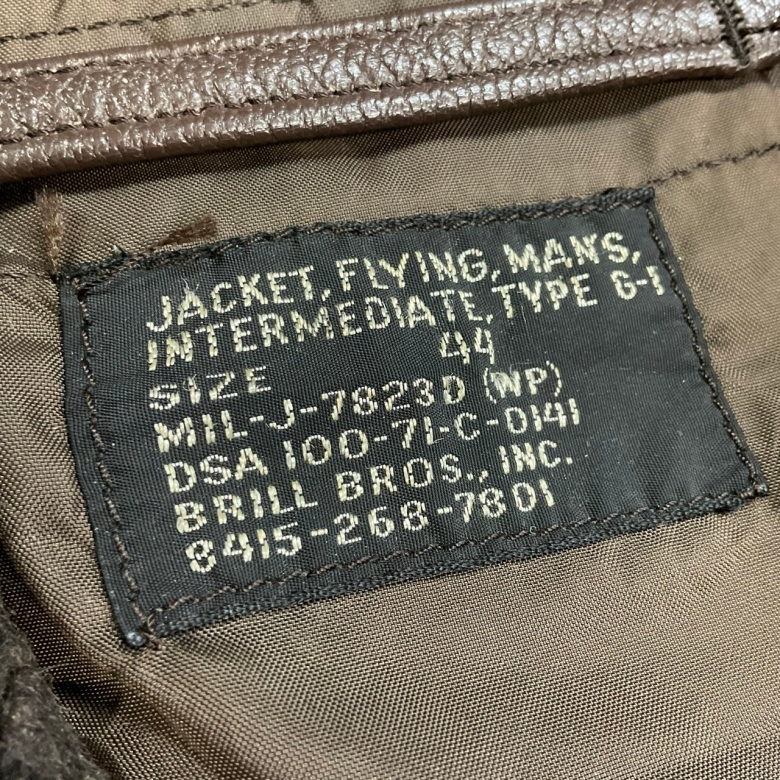 JACKET, FLYING, MAN'S,
INTERMEDIATE, TYPE G-1
SIZE 44
MIL-J-7823D (WP)
DSA 100-71-C-0141
BRILL BROS., INC.
8415-268-7801